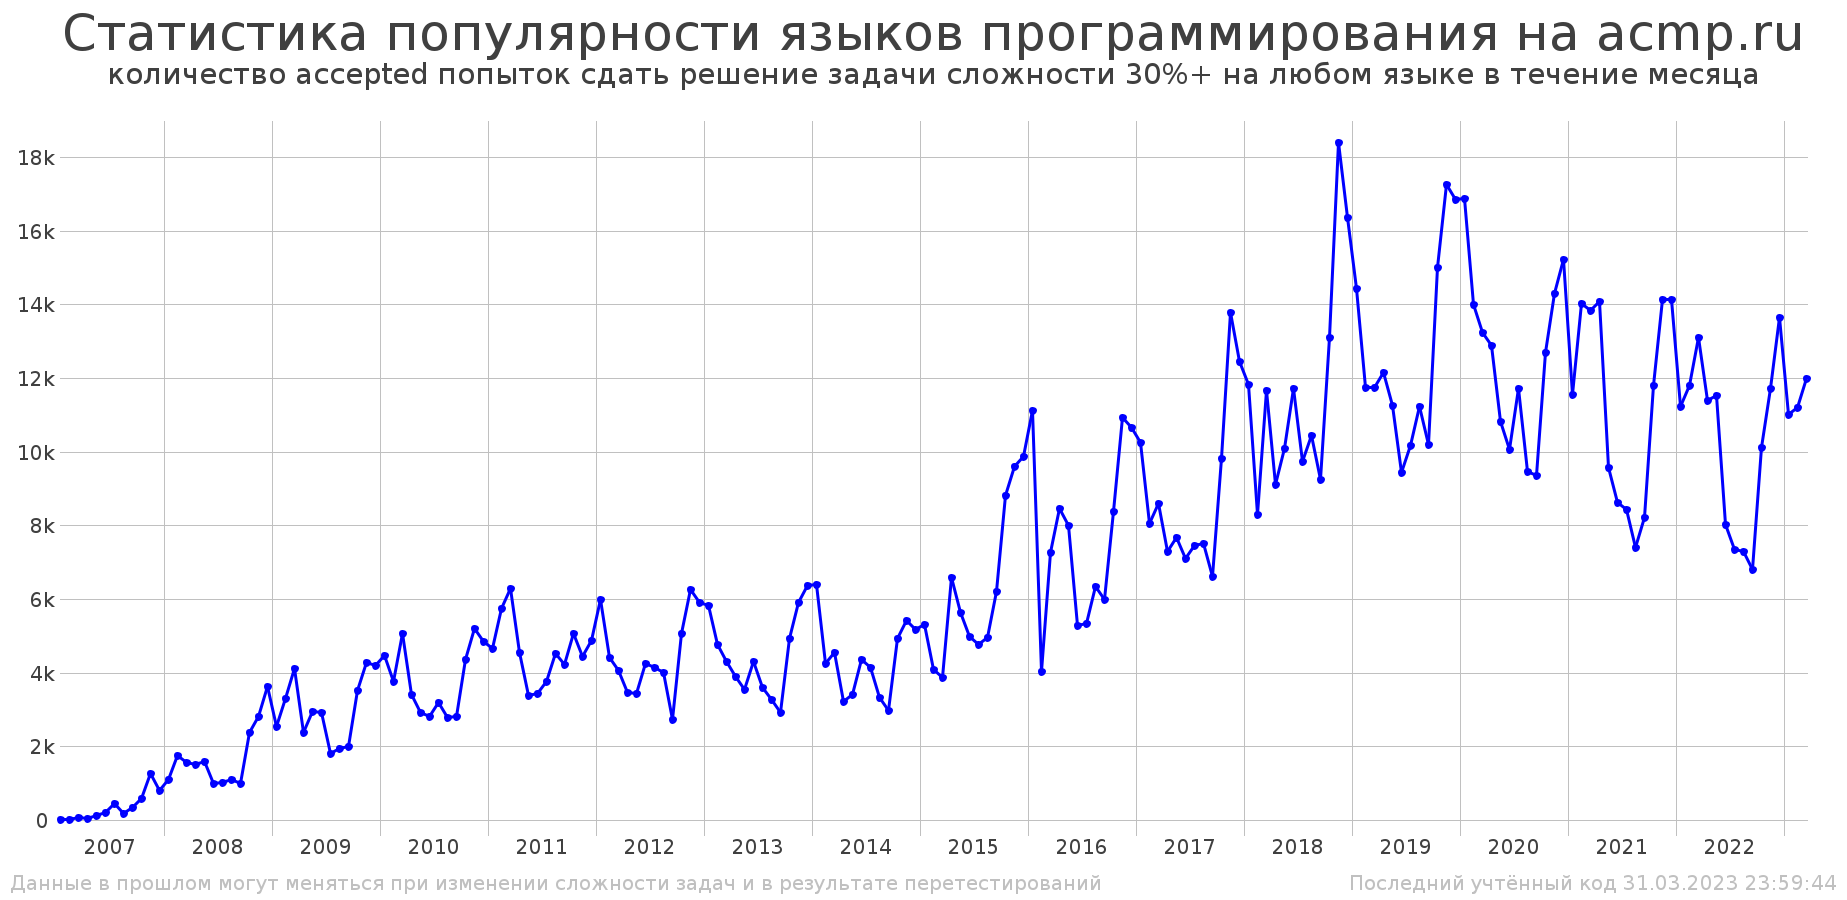 Статистика популярности языков программирования на acmp.ru
количество accepted попыток сдать решение задачи сложности 30%+ на любом языке в течение месяца
18k
16k
14k
12k
10k
8k
6k
4k
2k
0
2007 2008 2009 2010 2011 2012 2013 2014 2015 2016 2017 2018 2019 2020 2021 2022
Данные в прошлом могут меняться при изменении сложности задач и в результате перетестирований
Последний учтённый код 31.03.2023 23:59:44